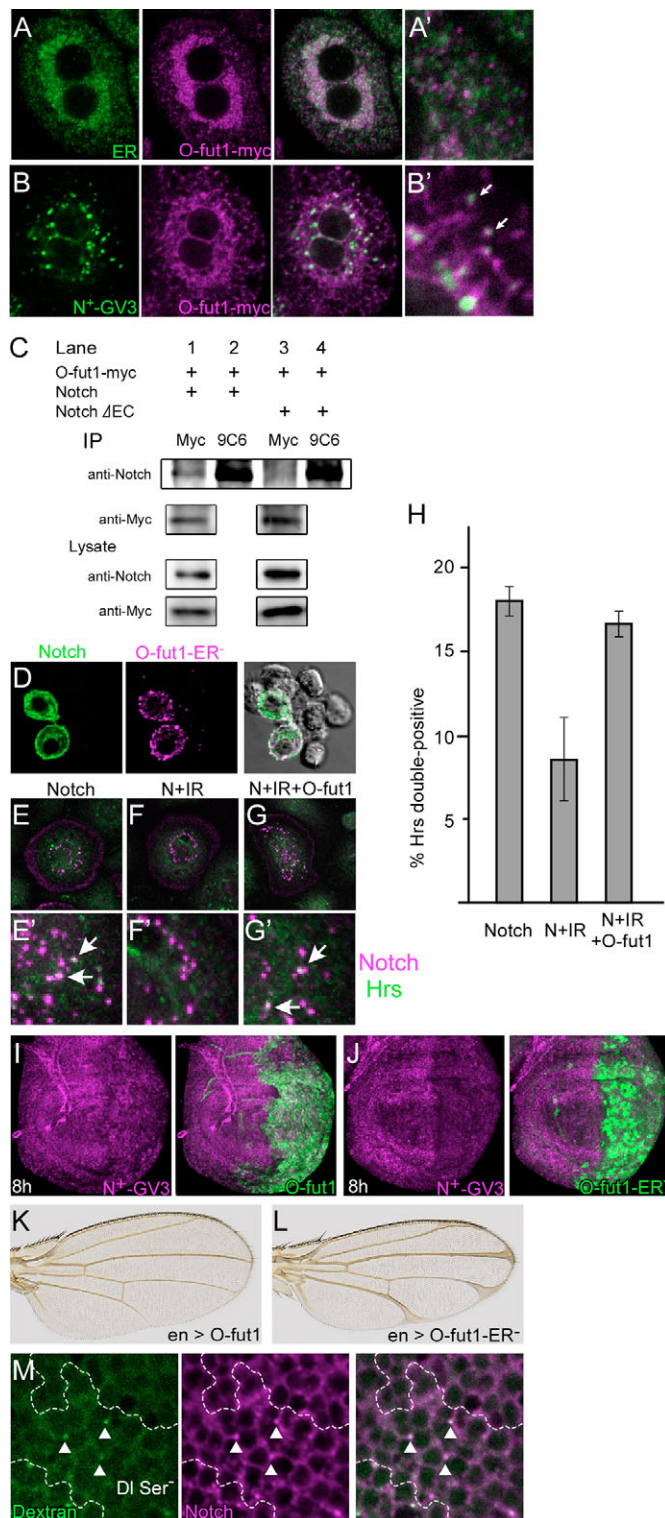 A
A'
ER
O-fut1-myc
B
B'
N⁺-GV3
O-fut1-myc
C
Lane 1 2 3 4
O-fut1-myc + + + +
Notch + +
Notch ΔEC + +
IP Myc 9C6 Myc 9C6
anti-Notch
anti-Myc
Lysate
anti-Notch
anti-Myc
H
20
15
10
5
% Hrs double-positive
Notch N+IR N+IR
+O-fut1
Notch O-fut1-ER⁻
D
Notch N+IR N+IR+O-fut1
E F G
E' F' G'
Notch
Hrs
I J
8h N⁺-GV3 O-fut1 8h N⁺-GV3 O-fut1-ER⁻
K L
en > O-fut1 en > O-fut1-ER⁻
M
Dl Ser⁻
Dextran Notch